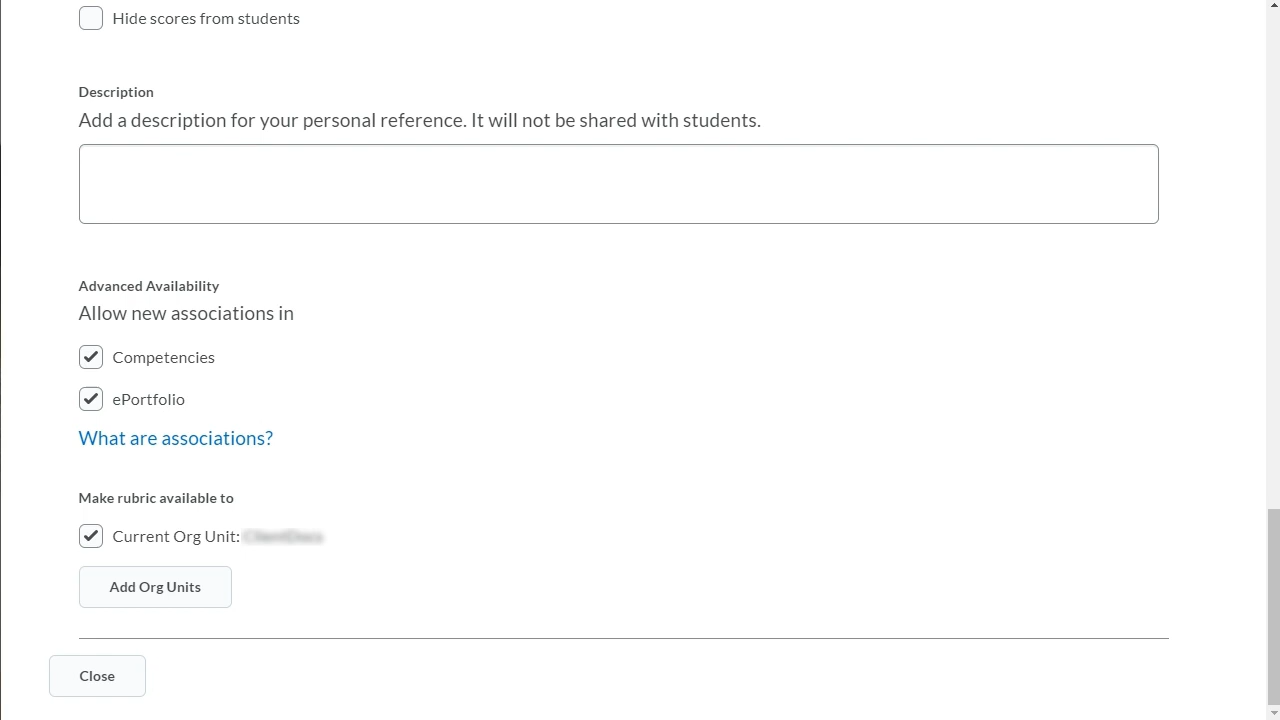 Hide scores from students
Description
Add a description for your personal reference. It will not be shared with students.
Advanced Availability
Allow new associations in
Competencies
ePortfolio
What are associations?
Make rubric available to
Current Org Unit:
Add Org Units
Close